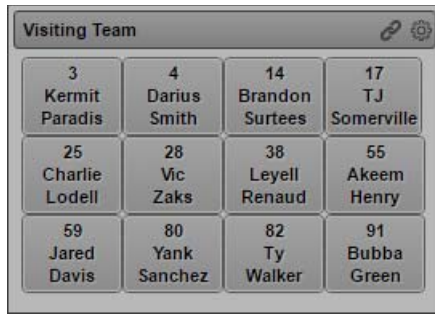 Visiting Team
3
Kermit
Paradis
4
Darius
Smith
14
Brandon
Surtees
17
TJ
Somerville
25
Charlie
Lodell
28
Vic
Zaks
38
Leyell
Renaud
55
Akeem
Henry
59
Jared
Davis
80
Yank
Sanchez
82
Ty
Walker
91
Bubba
Green